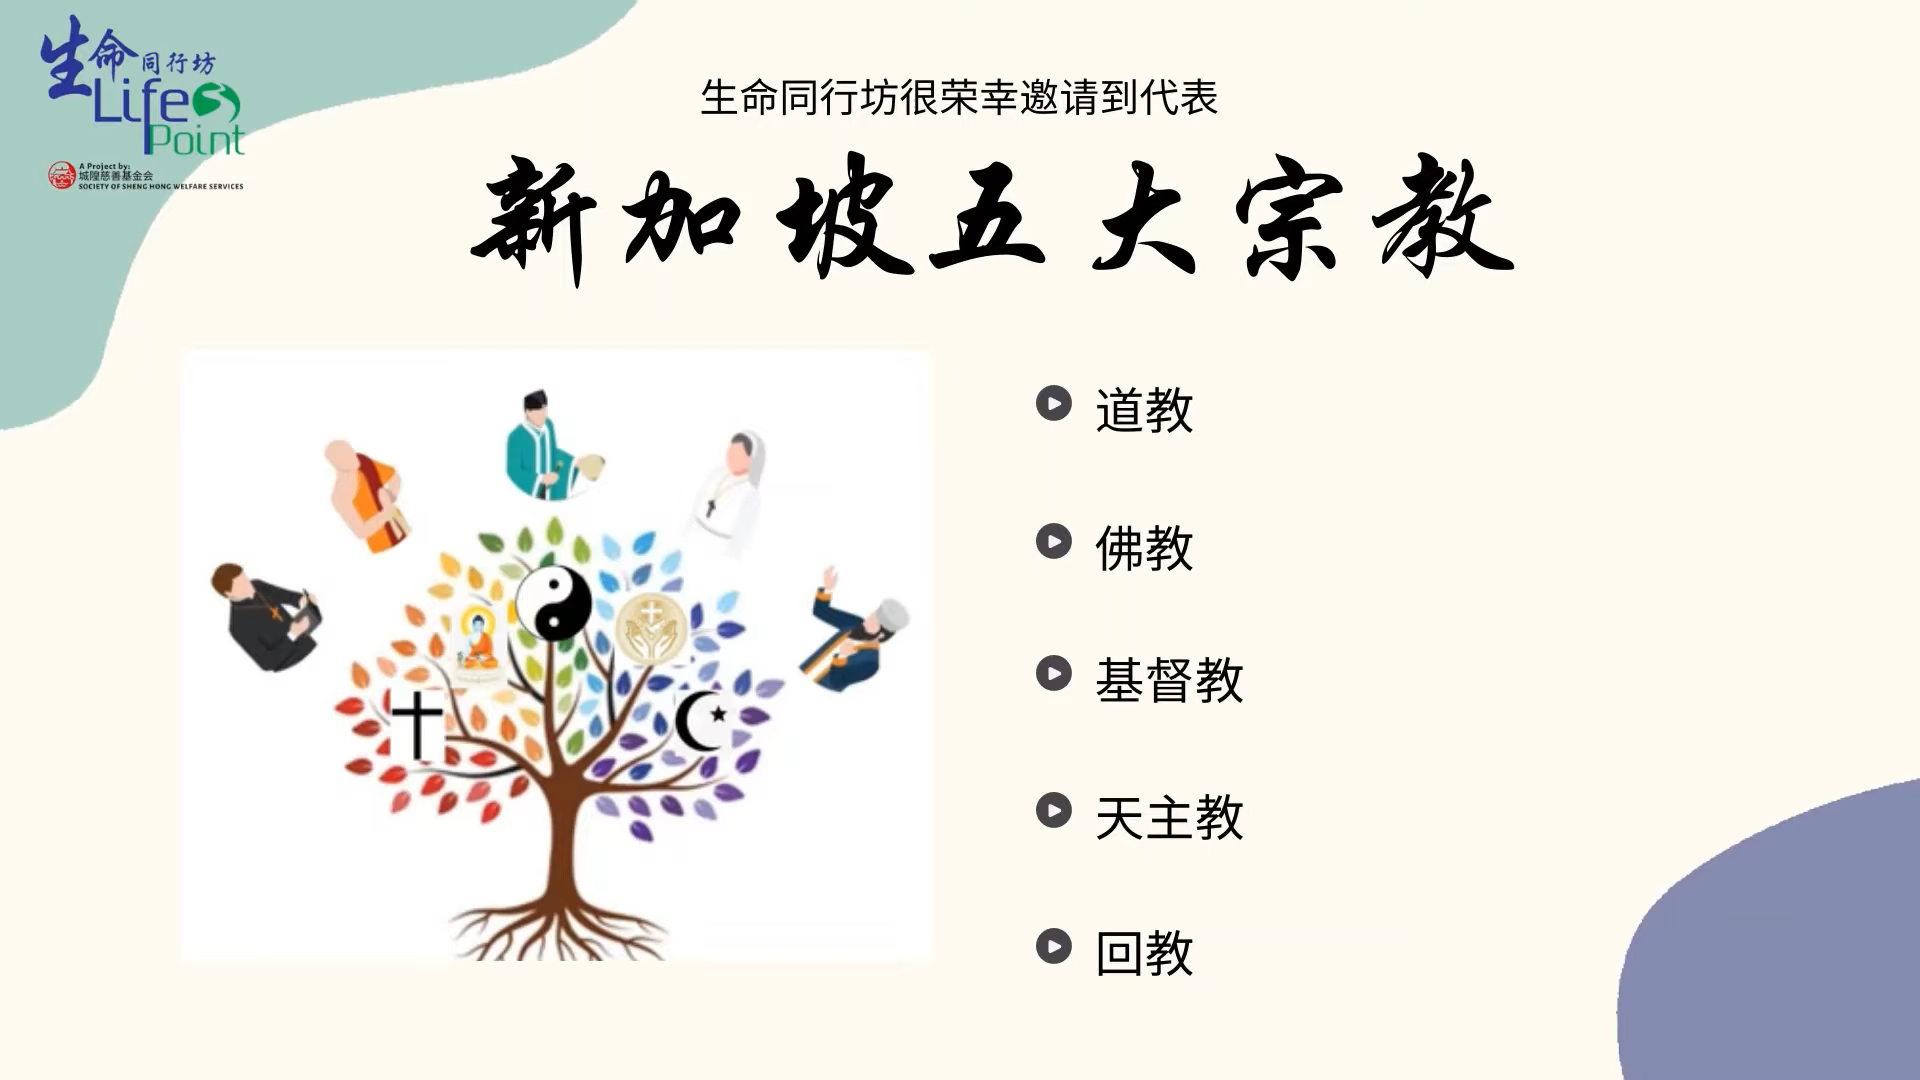 生命同行坊
Life
Point
A Project by:
城隍慈善基金会
SOCIETY OF SHENG HONG WELFARE SERVICES
生命同行坊很荣幸邀请到代表
新加坡五大宗教
道教
佛教
基督教
天主教
回教